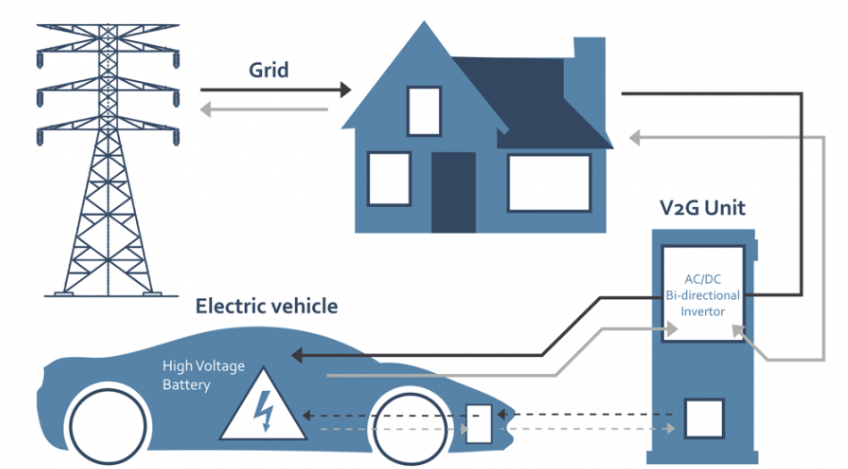 Grid
V2G Unit
AC/DC
Bi-directional
Invertor
Electric vehicle
High Voltage
Battery